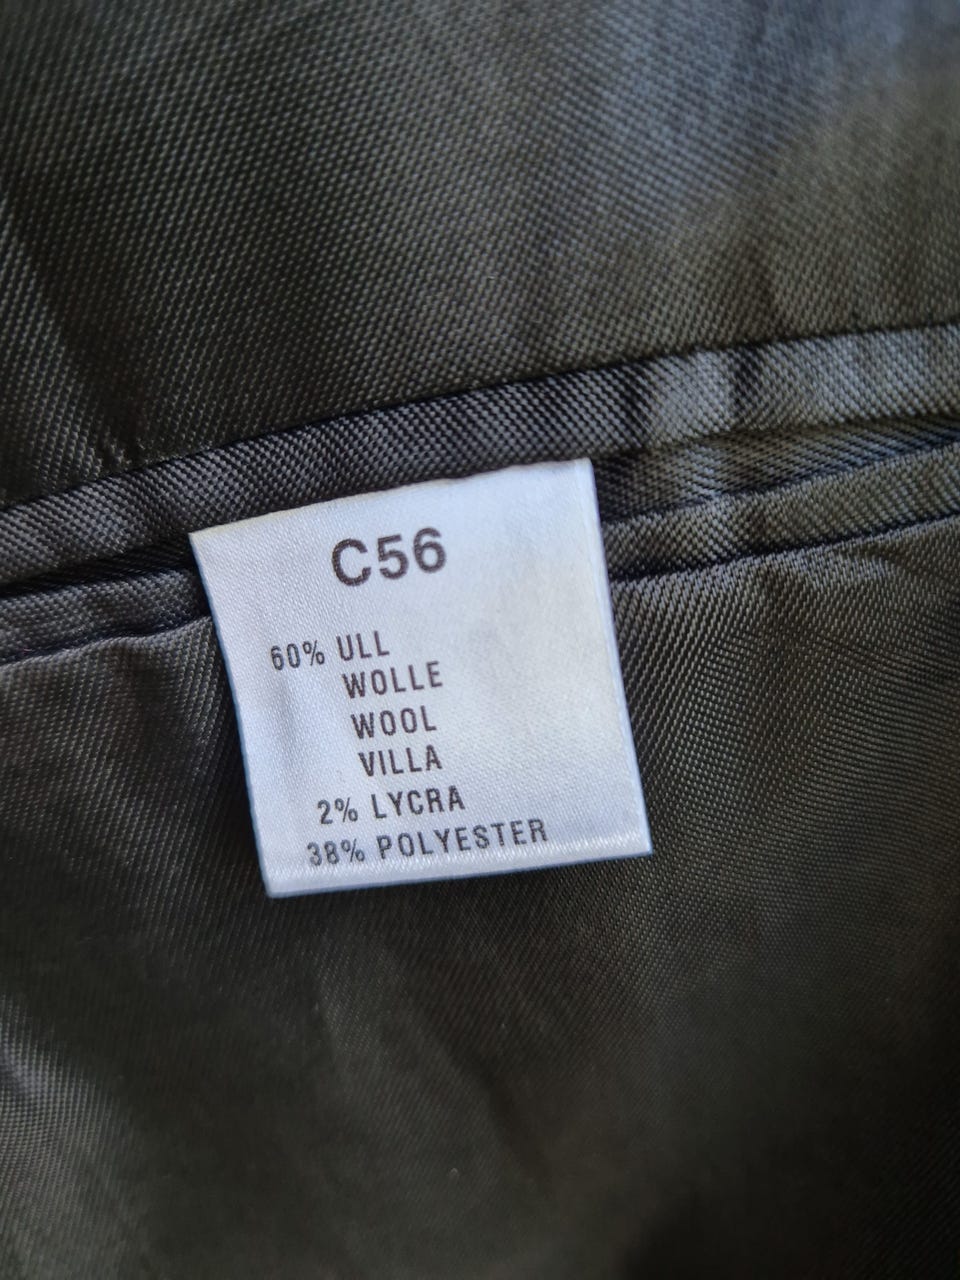 C56
60% ULL
WOLLE
WOOL
VILLA
2% LYCRA
38% POLYESTER